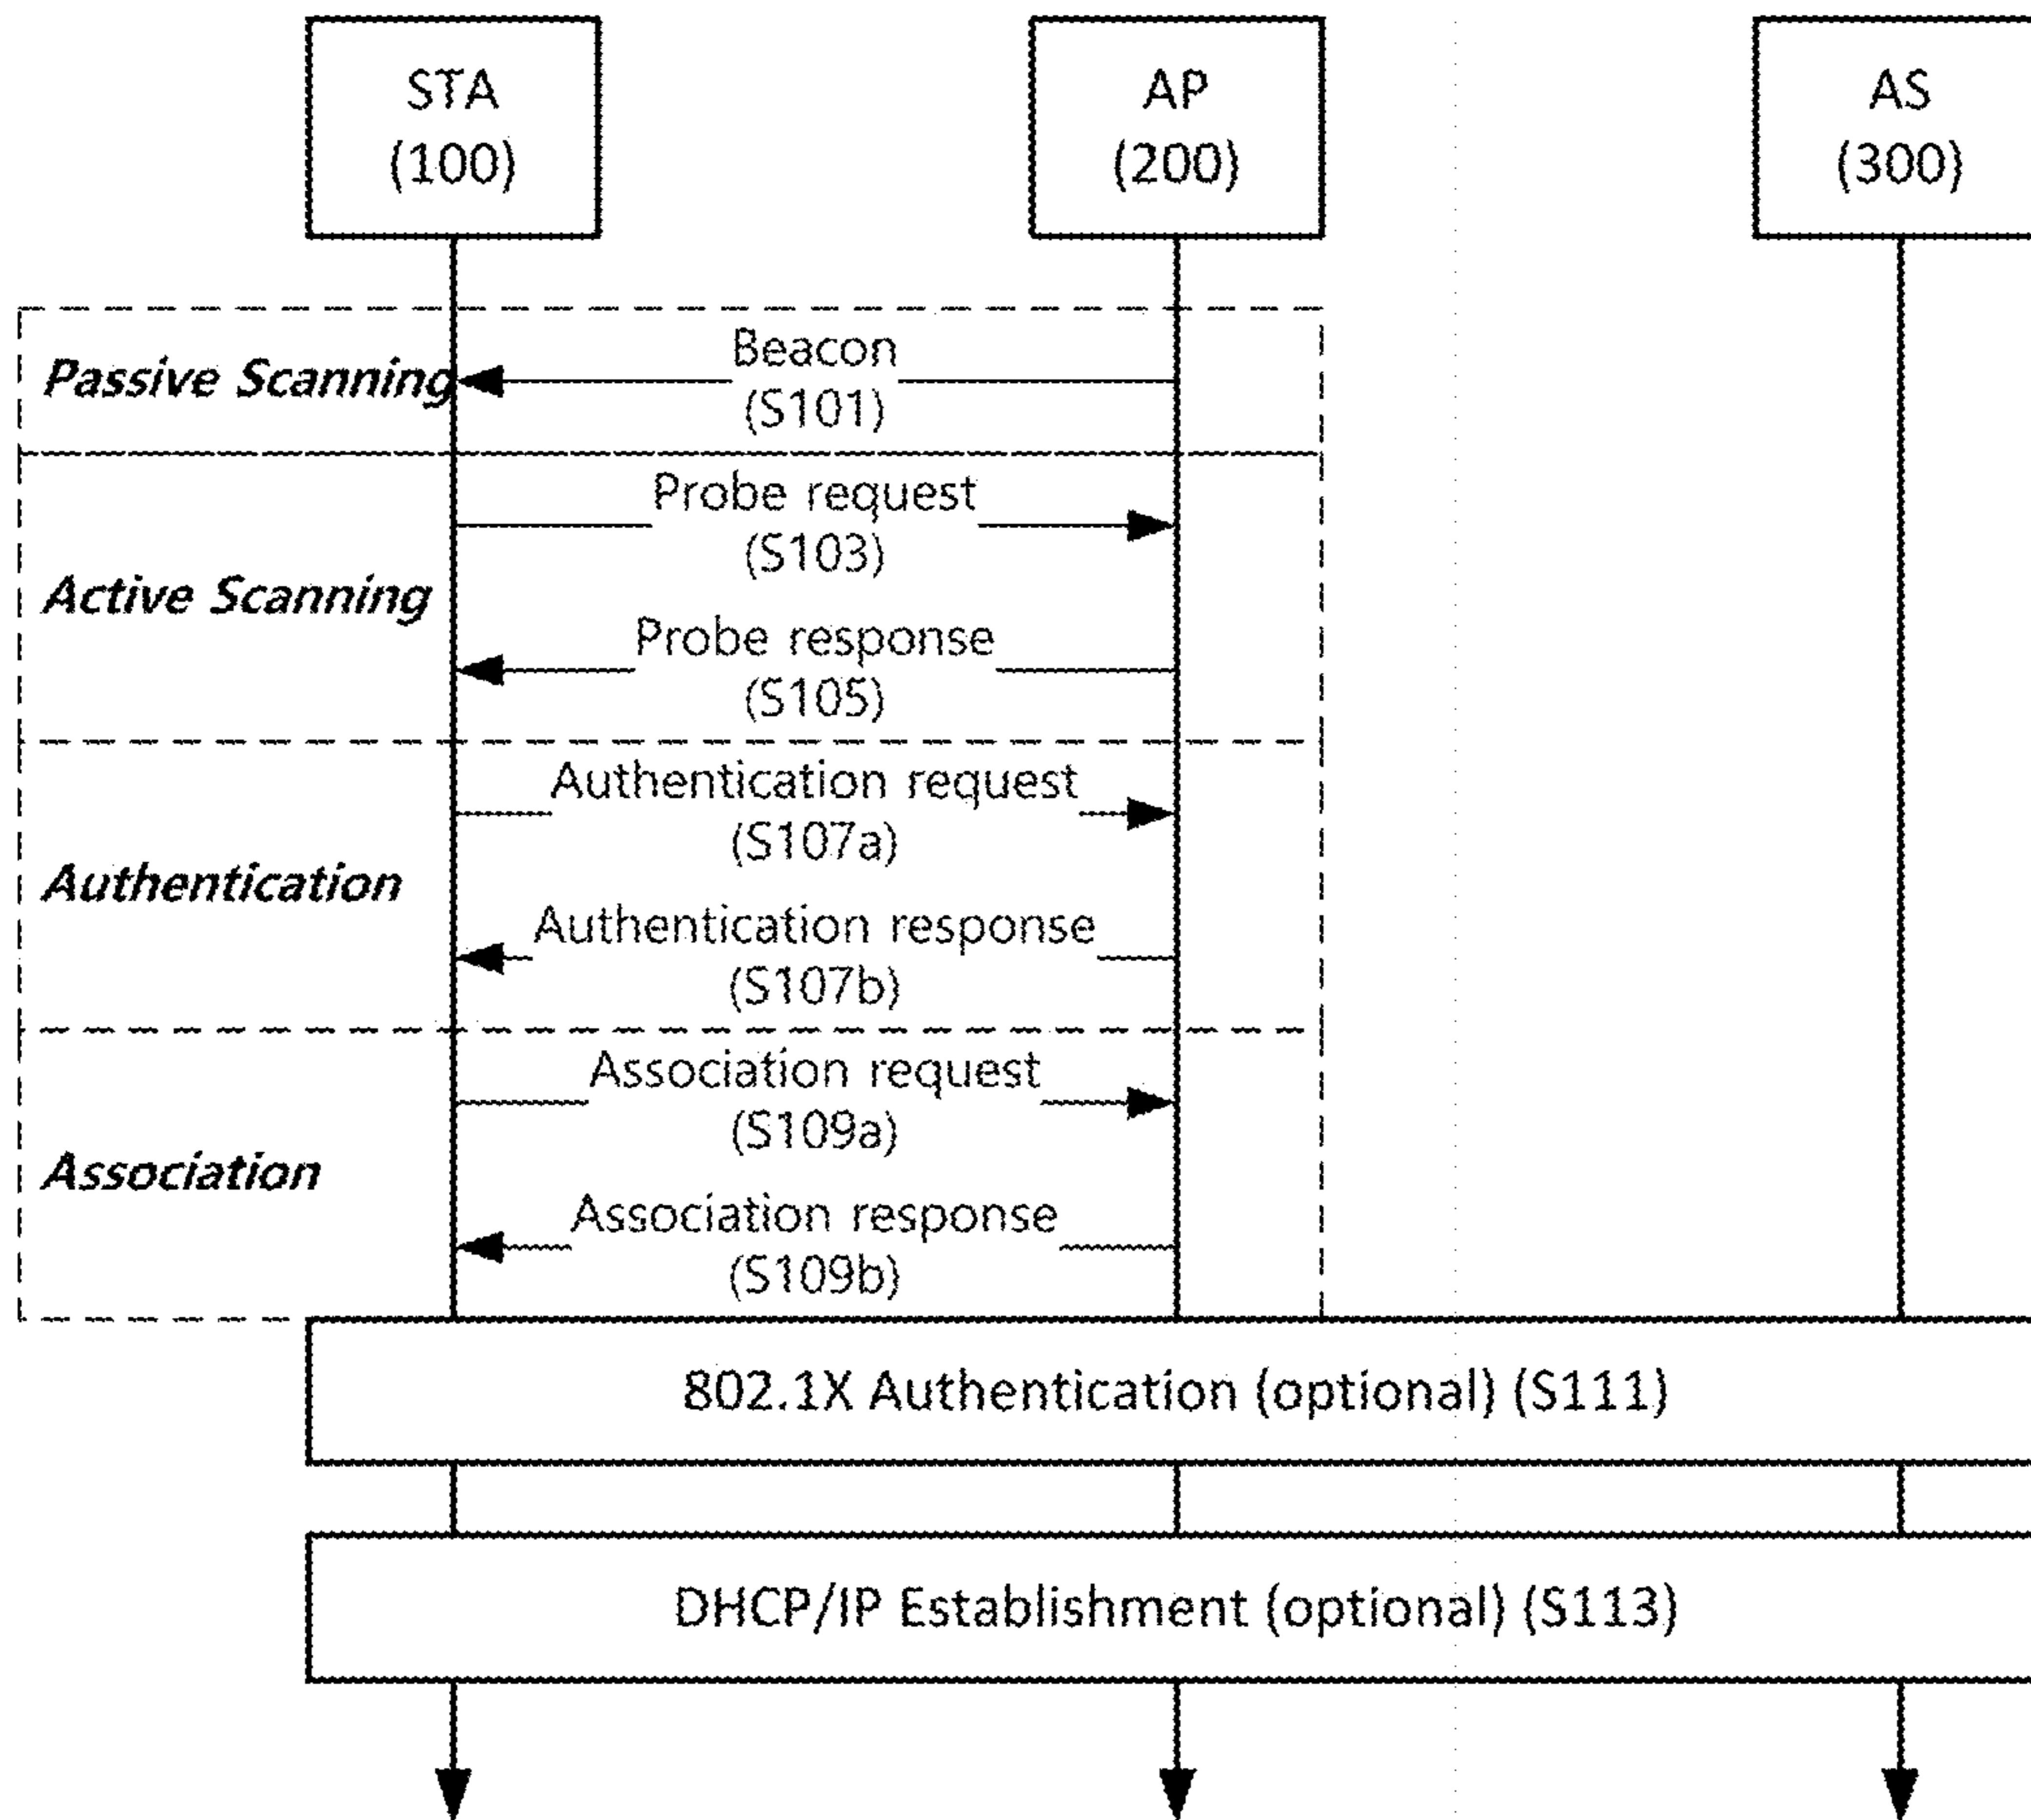 STA
(100)
AP
(200)
AS
(300)
Passive Scanning
Beacon
(S101)
Active Scanning
Probe request
(S103)
Probe response
(S105)
Authentication
Authentication request
(S107a)
Authentication response
(S107b)
Association
Association request
(S109a)
Association response
(S109b)
802.1X Authentication (optional) (S111)
DHCP/IP Establishment (optional) (S113)